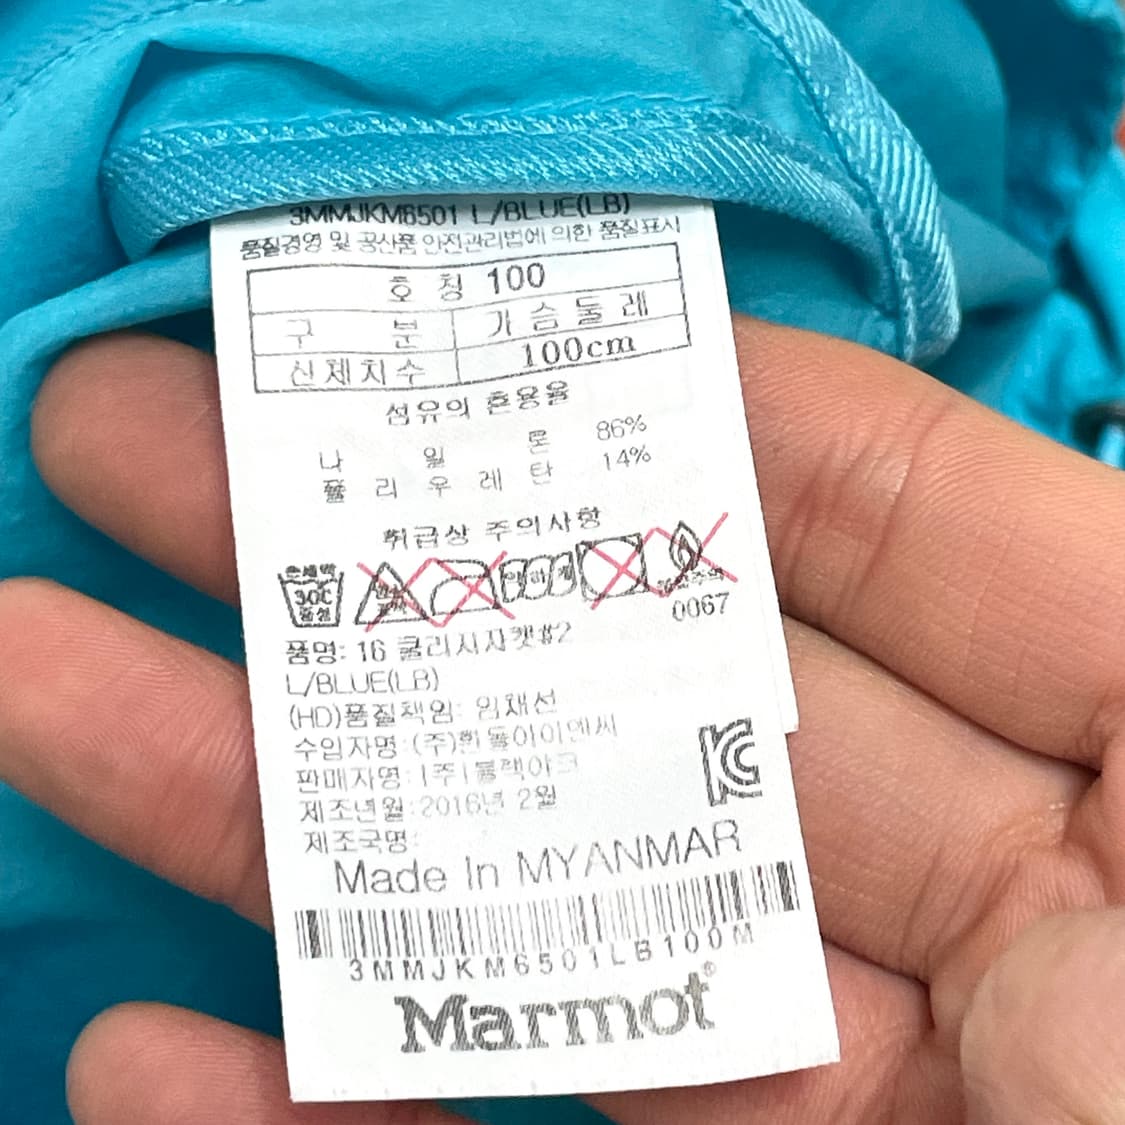 3MMJKM6501 L/BLUE(LB)
품질경영 및 공산품 안전관리법에 의한 품질표시
호 칭 100
구 분 가슴둘레
신체치수 100cm
섬유의 혼용율
나 일 론 86%
폴 리 우 레 탄 14%
취급상 주의사항
손세탁
30C
중성
0067
품명: 16 쿨리시자켓#2
L/BLUE(LB)
(HD)품질책임: 임채선
수입자명:(주)흰돌아이앤씨
판매자명:(주)블랙야크
제조년월:2016년 2월
제조국명:
Made In MYANMAR
3MMJKM6501LB100M
Marmot®